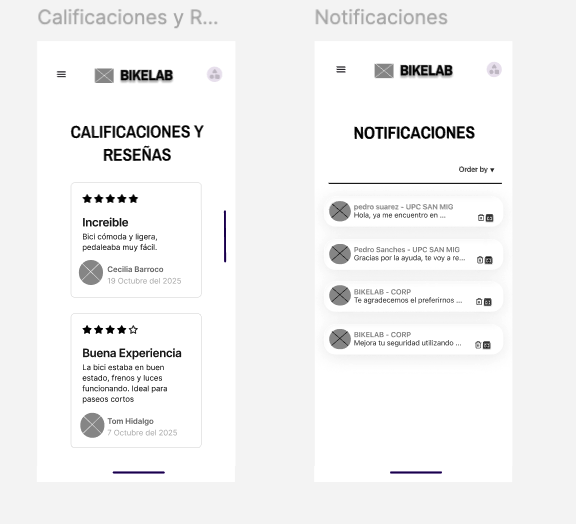 Calificaciones y R...
BIKELAB
CALIFICACIONES Y
RESEÑAS
Increible
Bici cómoda y ligera,
pedaleaba muy fácil.
Cecilia Barroco
19 Octubre del 2025
Buena Experiencia
La bici estaba en buen
estado, frenos y luces
funcionando. Ideal para
paseos cortos
Tom Hidalgo
7 Octubre del 2025
Notificaciones
BIKELAB
NOTIFICACIONES
Order by ▾
pedro suarez - UPC SAN MIG
Hola, ya me encuentro en ...
Pedro Sanches - UPC SAN MIG
Gracias por la ayuda, te voy a re...
BIKELAB - CORP
Te agradecemos el preferirnos ...
BIKELAB - CORP
Mejora tu seguridad utilizando ...